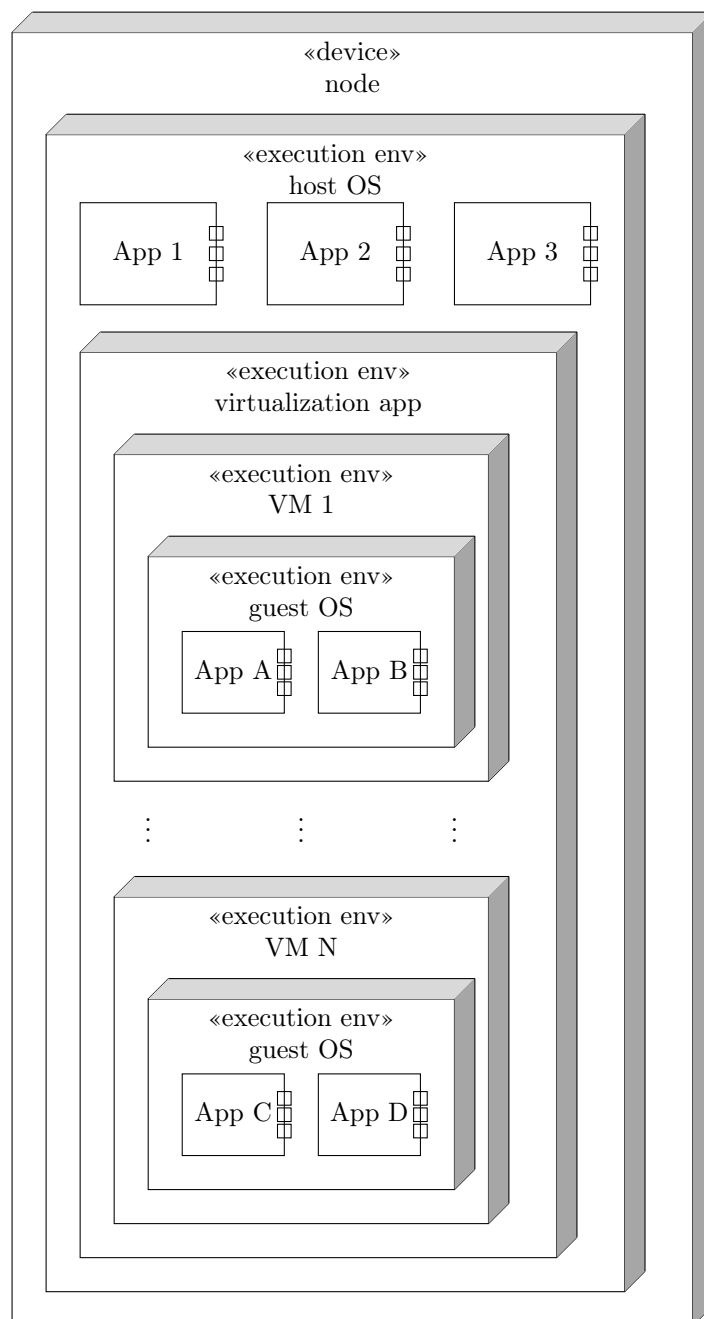 «device»
node
«execution env»
host OS
App 1 App 2 App 3
«execution env»
virtualization app
«execution env»
VM 1
«execution env»
guest OS
App A App B
⋮ ⋮ ⋮
«execution env»
VM N
«execution env»
guest OS
App C App D